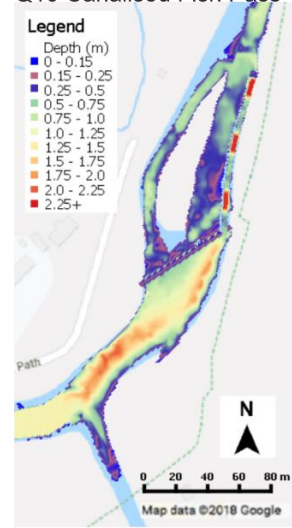 Legend
Depth (m)
0 - 0.15
0.15 - 0.25
0.25 - 0.5
0.5 - 0.75
0.75 - 1.0
1.0 - 1.25
1.25 - 1.5
1.5 - 1.75
1.75 - 2.0
2.0 - 2.25
2.25+
Path
N
0 20 40 60 80 m
Map data ©2018 Google